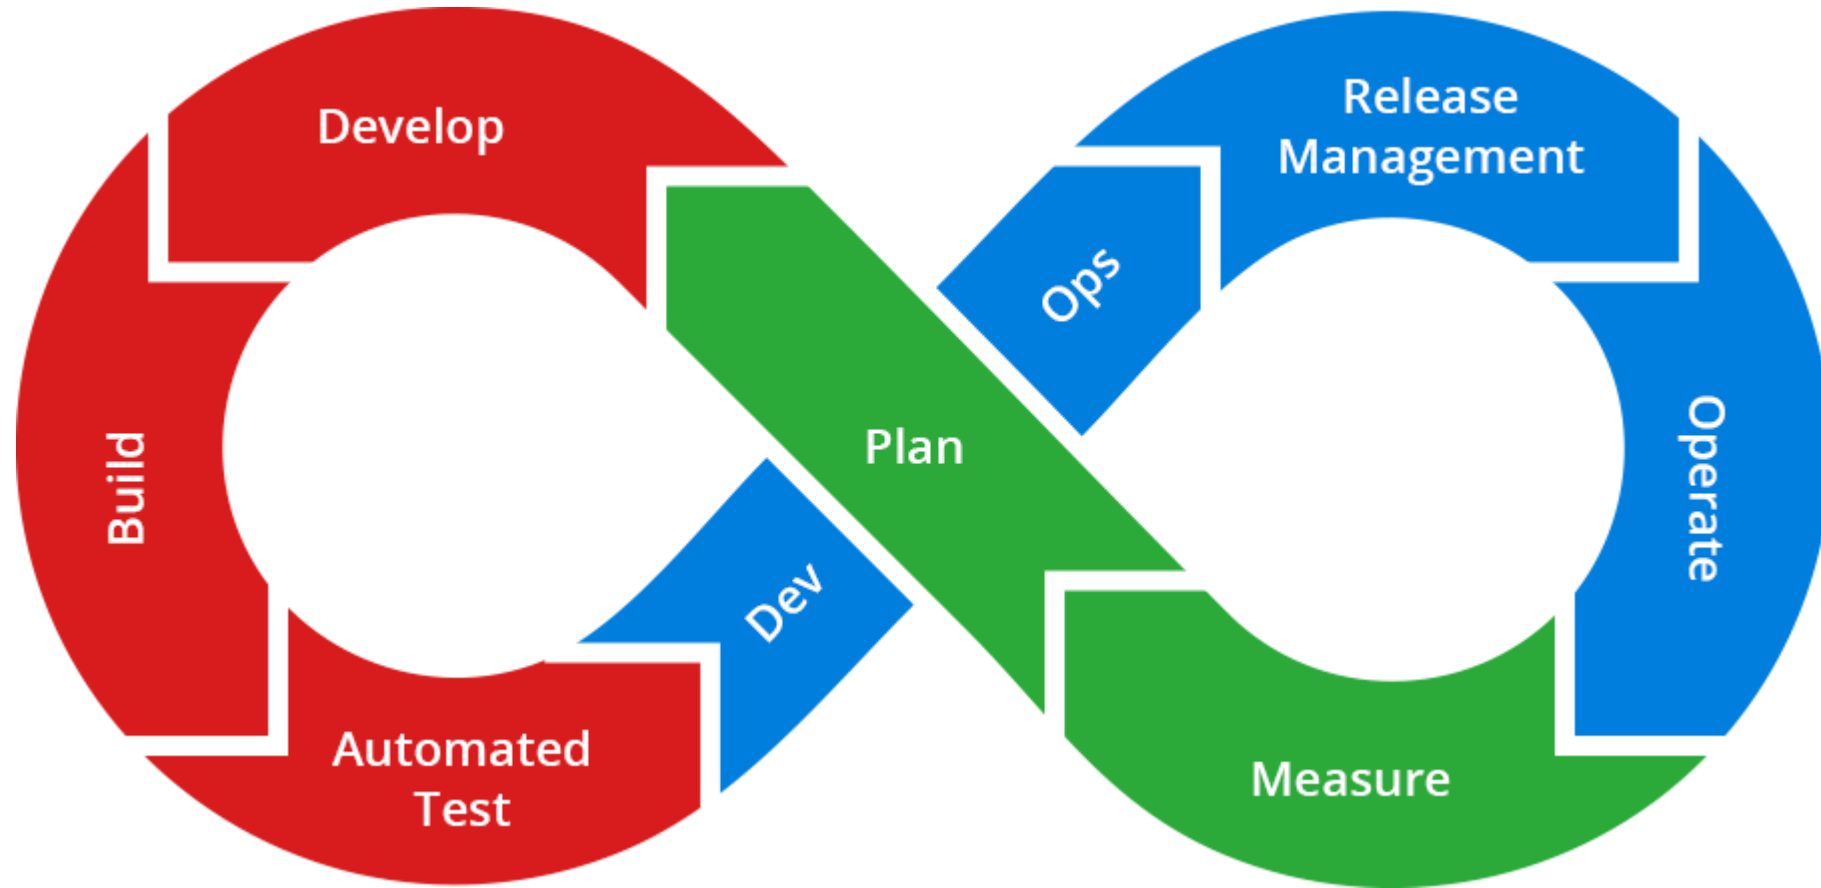 Develop
Release
Management
Ops
Build
Plan
Operate
Dev
Automated
Test
Measure